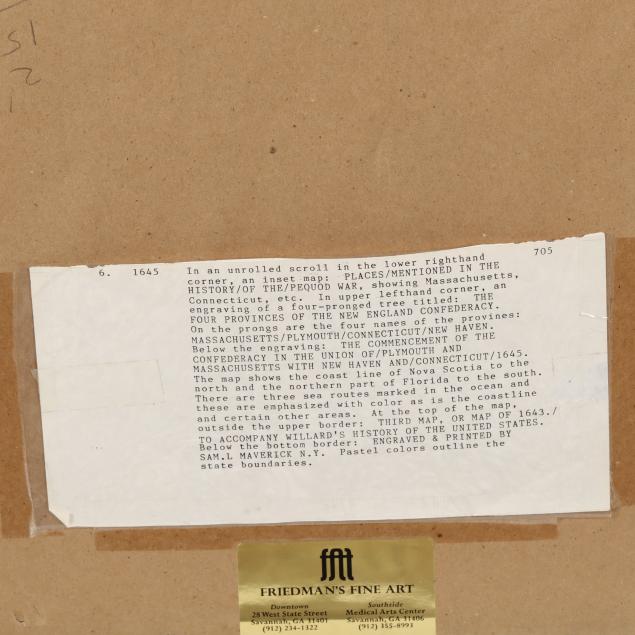 51
2
705
6. 1645 In an unrolled scroll in the lower righthand
corner, an inset map: PLACES/MENTIONED IN THE
HISTORY/OF THE/PEQUOD WAR, showing Massachusetts,
Connecticut, etc. In upper lefthand corner, an
engraving of a four-pronged tree titled: THE
FOUR PROVINCES OF THE NEW ENGLAND CONFEDERACY.
On the prongs are the four names of the provines:
MASSACHUSETTS/PLYMOUTH/CONNECTICUT/NEW HAVEN.
Below the engraving: THE COMMENCEMENT OF THE
CONFEDERACY IN THE UNION OF/PLYMOUTH AND
MASSACHUSETTS WITH NEW HAVEN AND/CONNECTICUT/1645.
The map shows the coast line of Nova Scotia to the
north and the northern part of Florida to the south.
There are three sea routes marked in the ocean and
these are emphasized with color as is the coastline
and certain other areas. At the top of the map,
outside the upper border: THIRD MAP, OR MAP OF 1643./
TO ACCOMPANY WILLARD'S HISTORY OF THE UNITED STATES.
Below the bottom border: ENGRAVED & PRINTED BY
SAM.L MAVERICK N.Y. Pastel colors outline the
state boundaries.
FRIEDMAN'S FINE ART
Downtown
28 West State Street
Savannah, GA 31401
(912) 234-1322
Southside
Medical Arts Center
Savannah, GA 31406
(912) 355-8993